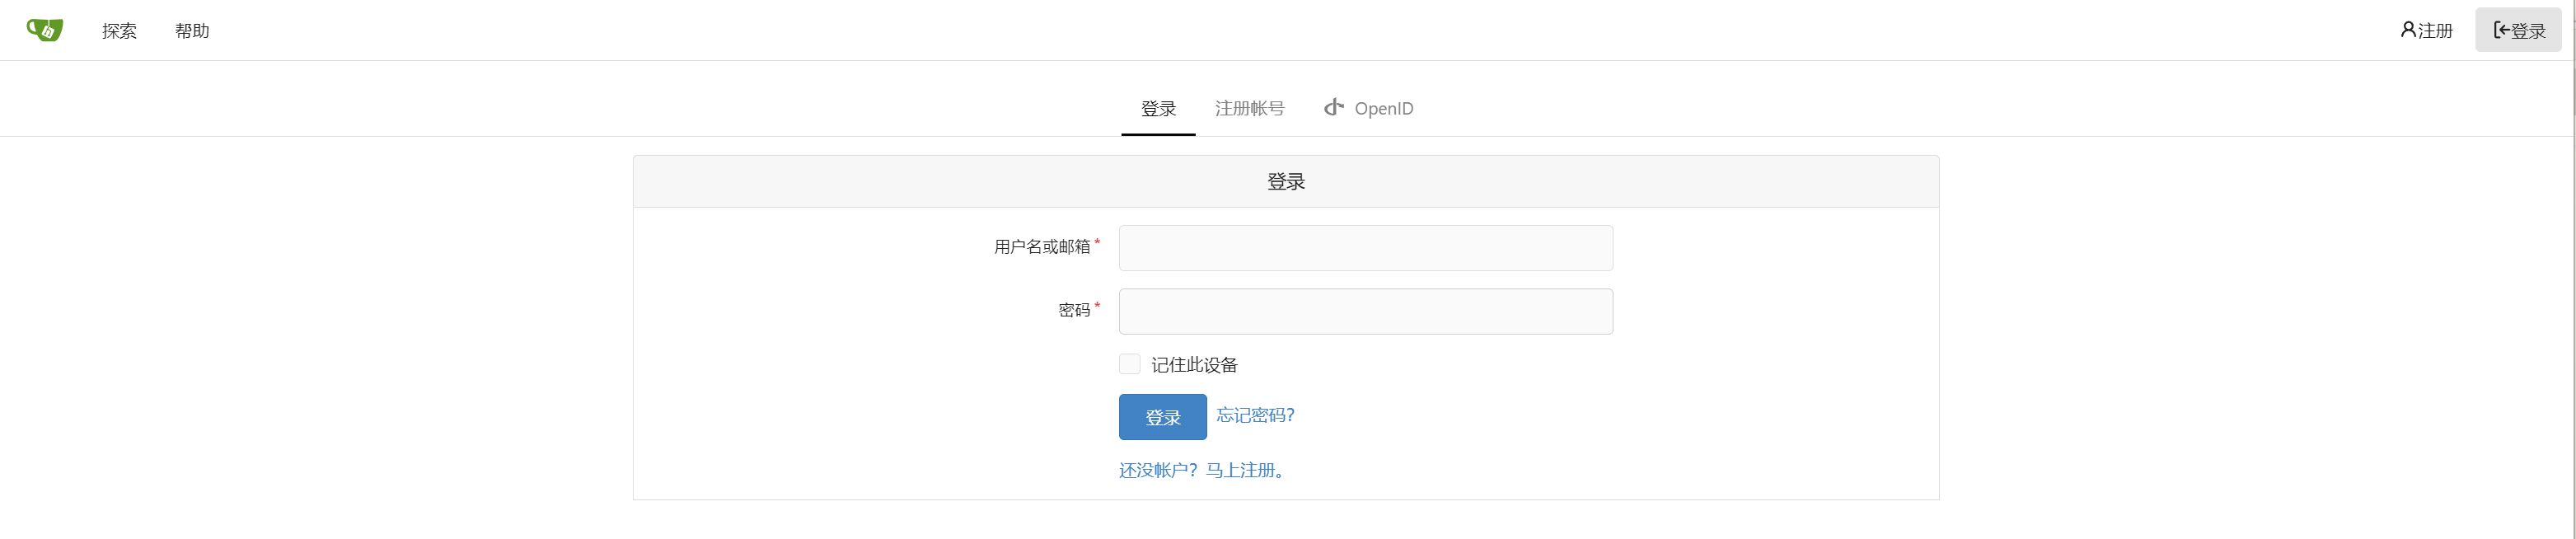 探索 帮助 注册 登录
登录 注册帐号 OpenID
登录
用户名或邮箱*
密码*
记住此设备
登录 忘记密码?
还没帐户？马上注册。